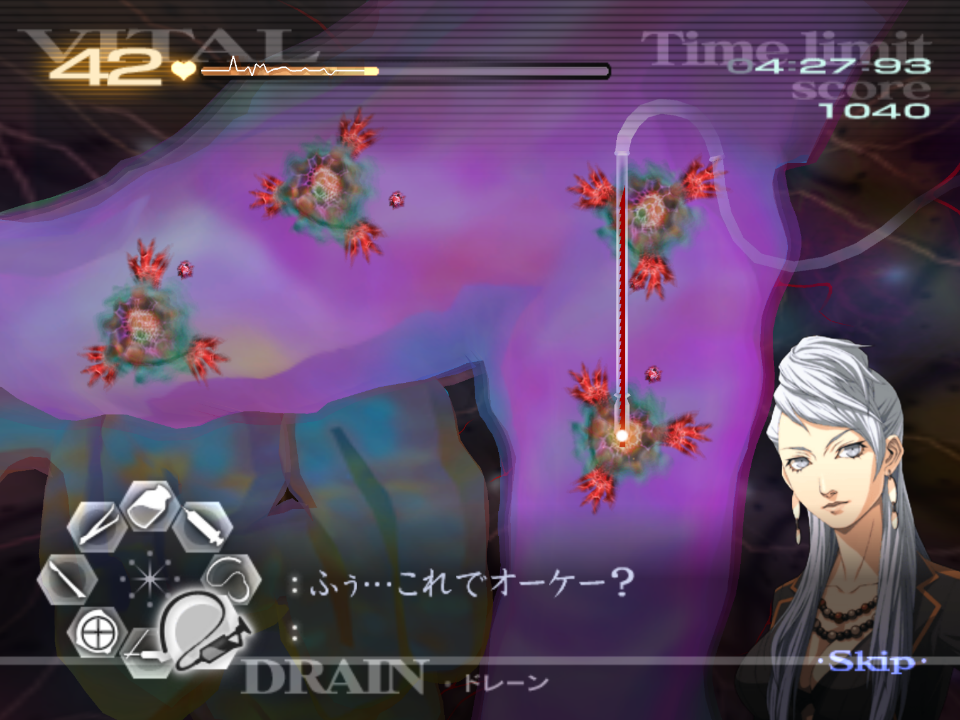 VITAL
42
Time limit
04:27:93
score
1040
:ふぅ…これでオーケー?
:
・Skip・
DRAIN ・ドレーン